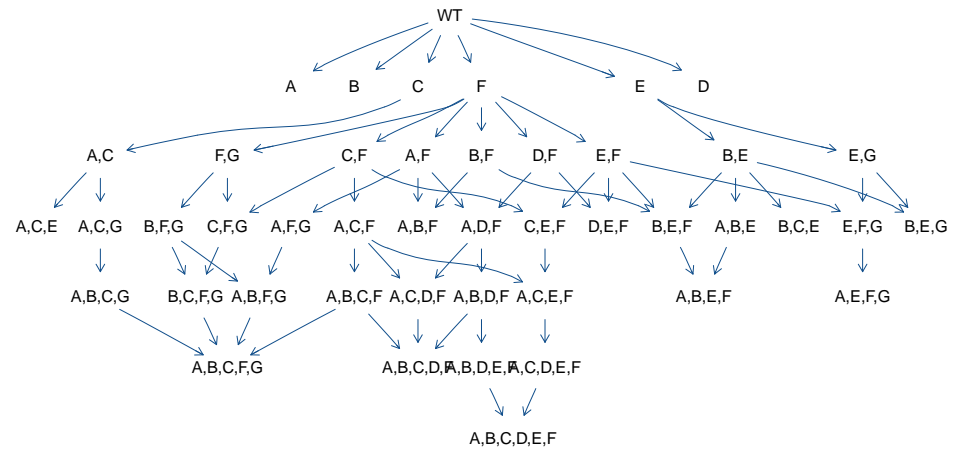 WT
A B C F E D
A,C F,G C,F A,F B,F D,F E,F B,E E,G
A,C,E A,C,G B,F,G C,F,G A,F,G A,C,F A,B,F A,D,F C,E,F D,E,F B,E,F A,B,E B,C,E E,F,G B,E,G
A,B,C,G B,C,F,G A,B,F,G A,B,C,F A,C,D,F A,B,D,F A,C,E,F A,B,E,F A,E,F,G
A,B,C,F,G A,B,C,D,F A,B,D,E,F A,C,D,E,F
A,B,C,D,E,F